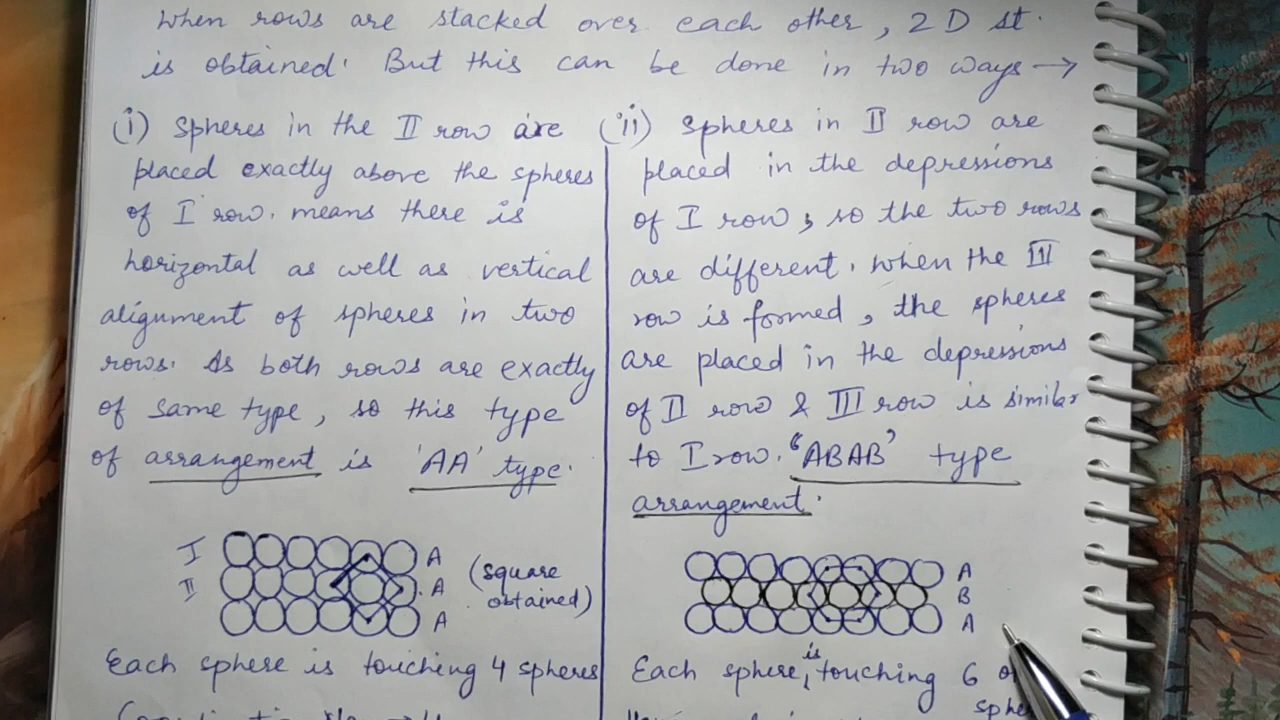 When rows are stacked over each other, 2 D st.
is obtained. But this can be done in two ways →
(i) Spheres in the II row are
placed exactly above the spheres
of I row. means there is
horizontal as well as vertical
alignment of spheres in two
rows. As both rows are exactly
of same type, so this type
of arrangement is 'AA' type.
I A
II A
A
(square
obtained)
Each sphere is touching 4 spheres
(ii) Spheres in II row are
placed in the depressions
of I row, so the two rows
are different. When the III
row is formed, the spheres
are placed in the depressions
of II row & III row is similar
to I row. "ABAB" type
arrangement.
A
B
A
Each sphere is touching 6